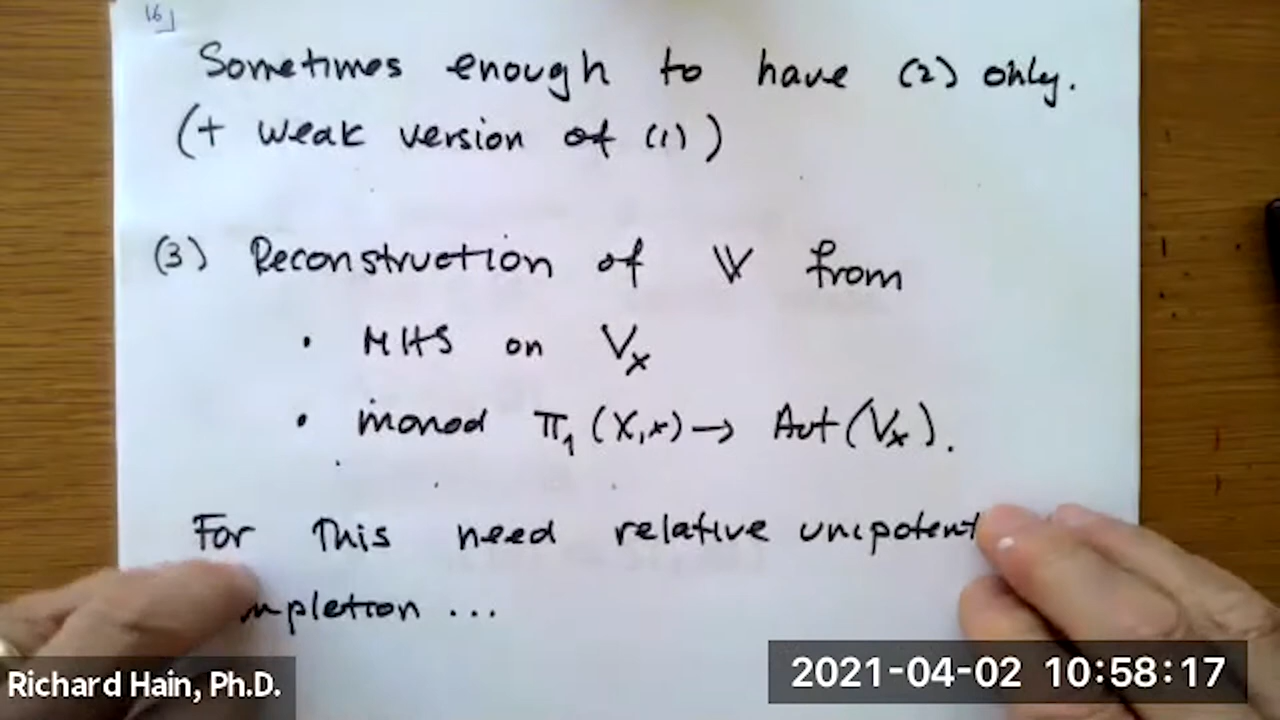 16
Sometimes enough to have (2) only.
(+ weak version of (1))
(3) Reconstruction of 𝕍 from
• MHS on Vₓ
• monod π₁(X,x) → Aut(Vₓ).
For this need relative unipotent
mpletion ...
Richard Hain, Ph.D.
2021-04-02 10:58:17